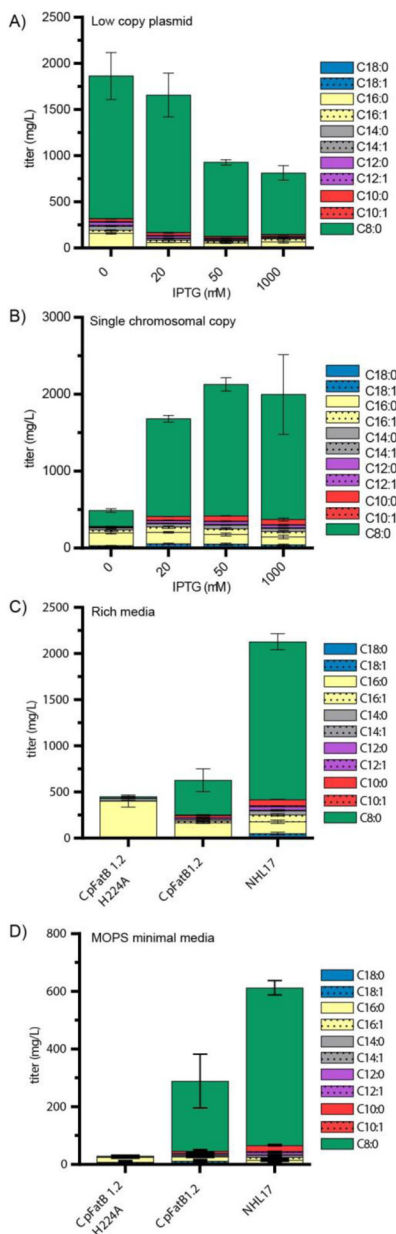 A) Low copy plasmid
titer (mg/L)
2500
2000
1500
1000
500
0
0 20 50 1000
IPTG (mM)
C18:0
C18:1
C16:0
C16:1
C14:0
C14:1
C12:0
C12:1
C10:0
C10:1
C8:0
B) Single chromosomal copy
titer (mg/L)
3000
2000
1000
0
0 20 50 1000
IPTG (mM)
C18:0
C18:1
C16:0
C16:1
C14:0
C14:1
C12:0
C12:1
C10:0
C10:1
C8:0
C) Rich media
titer (mg/L)
2500
2000
1500
1000
500
0
CpFatB 1.2
H224A
CpFatB1.2
NHL17
C18:0
C18:1
C16:0
C16:1
C14:0
C14:1
C12:0
C12:1
C10:0
C10:1
C8:0
D) MOPS minimal media
titer (mg/L)
800
600
400
200
0
CpFatB 1.2
H224A
CpFatB1.2
NHL17
C18:0
C18:1
C16:0
C16:1
C14:0
C14:1
C12:0
C12:1
C10:0
C10:1
C8:0